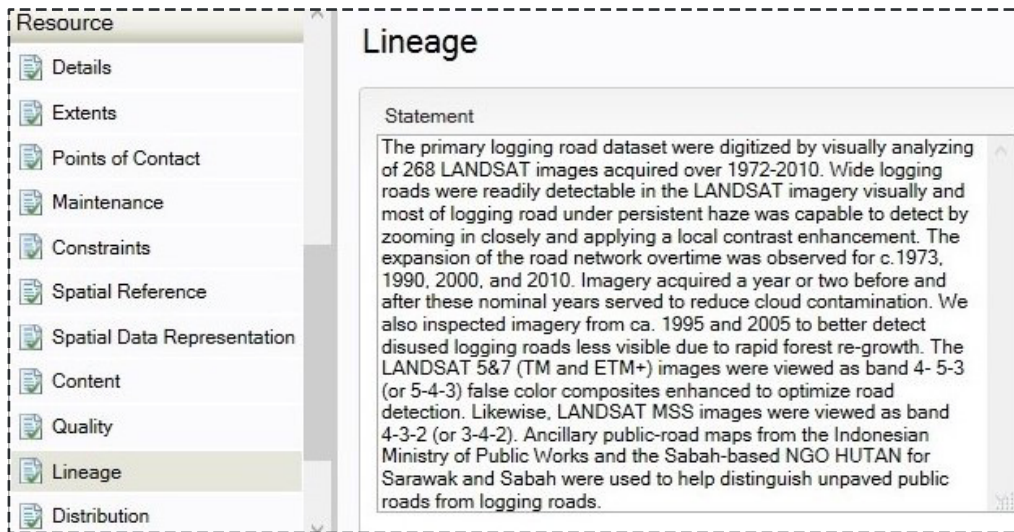 Resource
Details
Extents
Points of Contact
Maintenance
Constraints
Spatial Reference
Spatial Data Representation
Content
Quality
Lineage
Distribution
Lineage
Statement
The primary logging road dataset were digitized by visually analyzing
of 268 LANDSAT images acquired over 1972-2010. Wide logging
roads were readily detectable in the LANDSAT imagery visually and
most of logging road under persistent haze was capable to detect by
zooming in closely and applying a local contrast enhancement. The
expansion of the road network overtime was observed for c.1973,
1990, 2000, and 2010. Imagery acquired a year or two before and
after these nominal years served to reduce cloud contamination. We
also inspected imagery from ca. 1995 and 2005 to better detect
disused logging roads less visible due to rapid forest re-growth. The
LANDSAT 5&7 (TM and ETM+) images were viewed as band 4- 5-3
(or 5-4-3) false color composites enhanced to optimize road
detection. Likewise, LANDSAT MSS images were viewed as band
4-3-2 (or 3-4-2). Ancillary public-road maps from the Indonesian
Ministry of Public Works and the Sabah-based NGO HUTAN for
Sarawak and Sabah were used to help distinguish unpaved public
roads from logging roads.